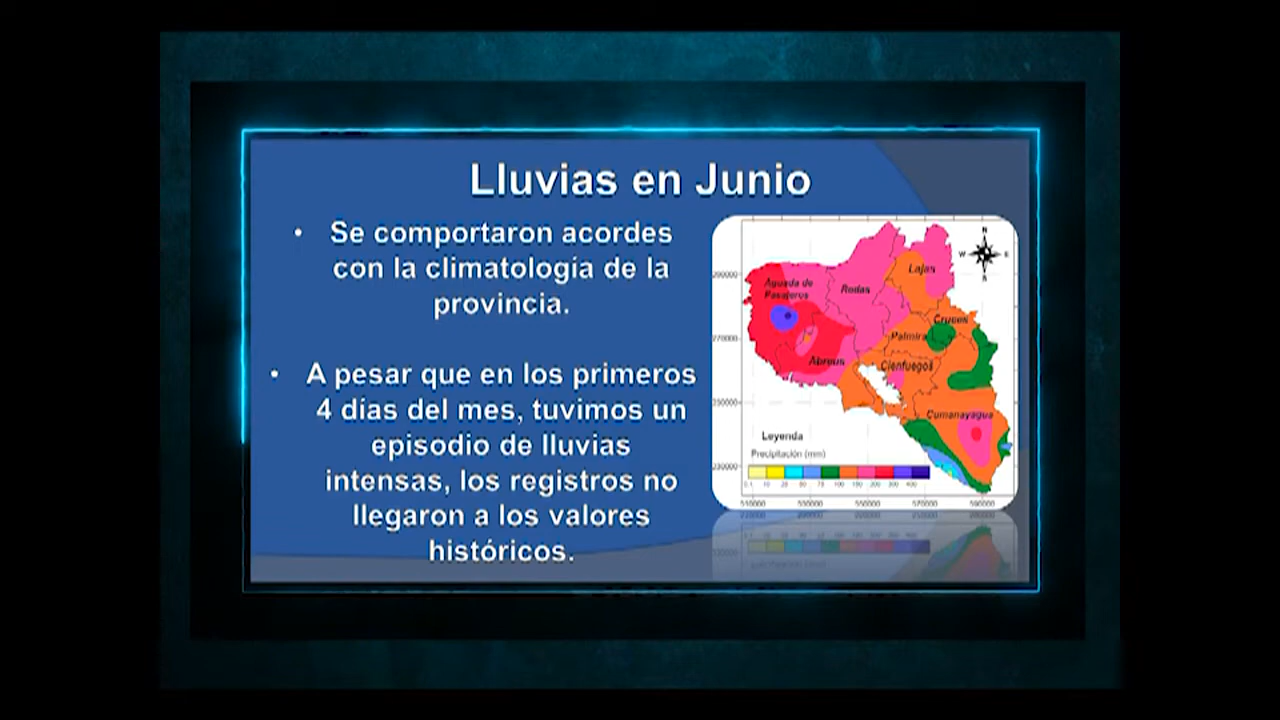 Lluvias en Junio
• Se comportaron acordes
con la climatología de la
provincia.
• A pesar que en los primeros
4 días del mes, tuvimos un
episodio de lluvias
intensas, los registros no
llegaron a los valores
históricos.
N
W
E
S
Lajas
Aguada de
Pasajeros
Rodas
Cruces
Palmira
Abreus
Cienfuegos
Cumanayagua
Leyenda
Precipitación (mm)